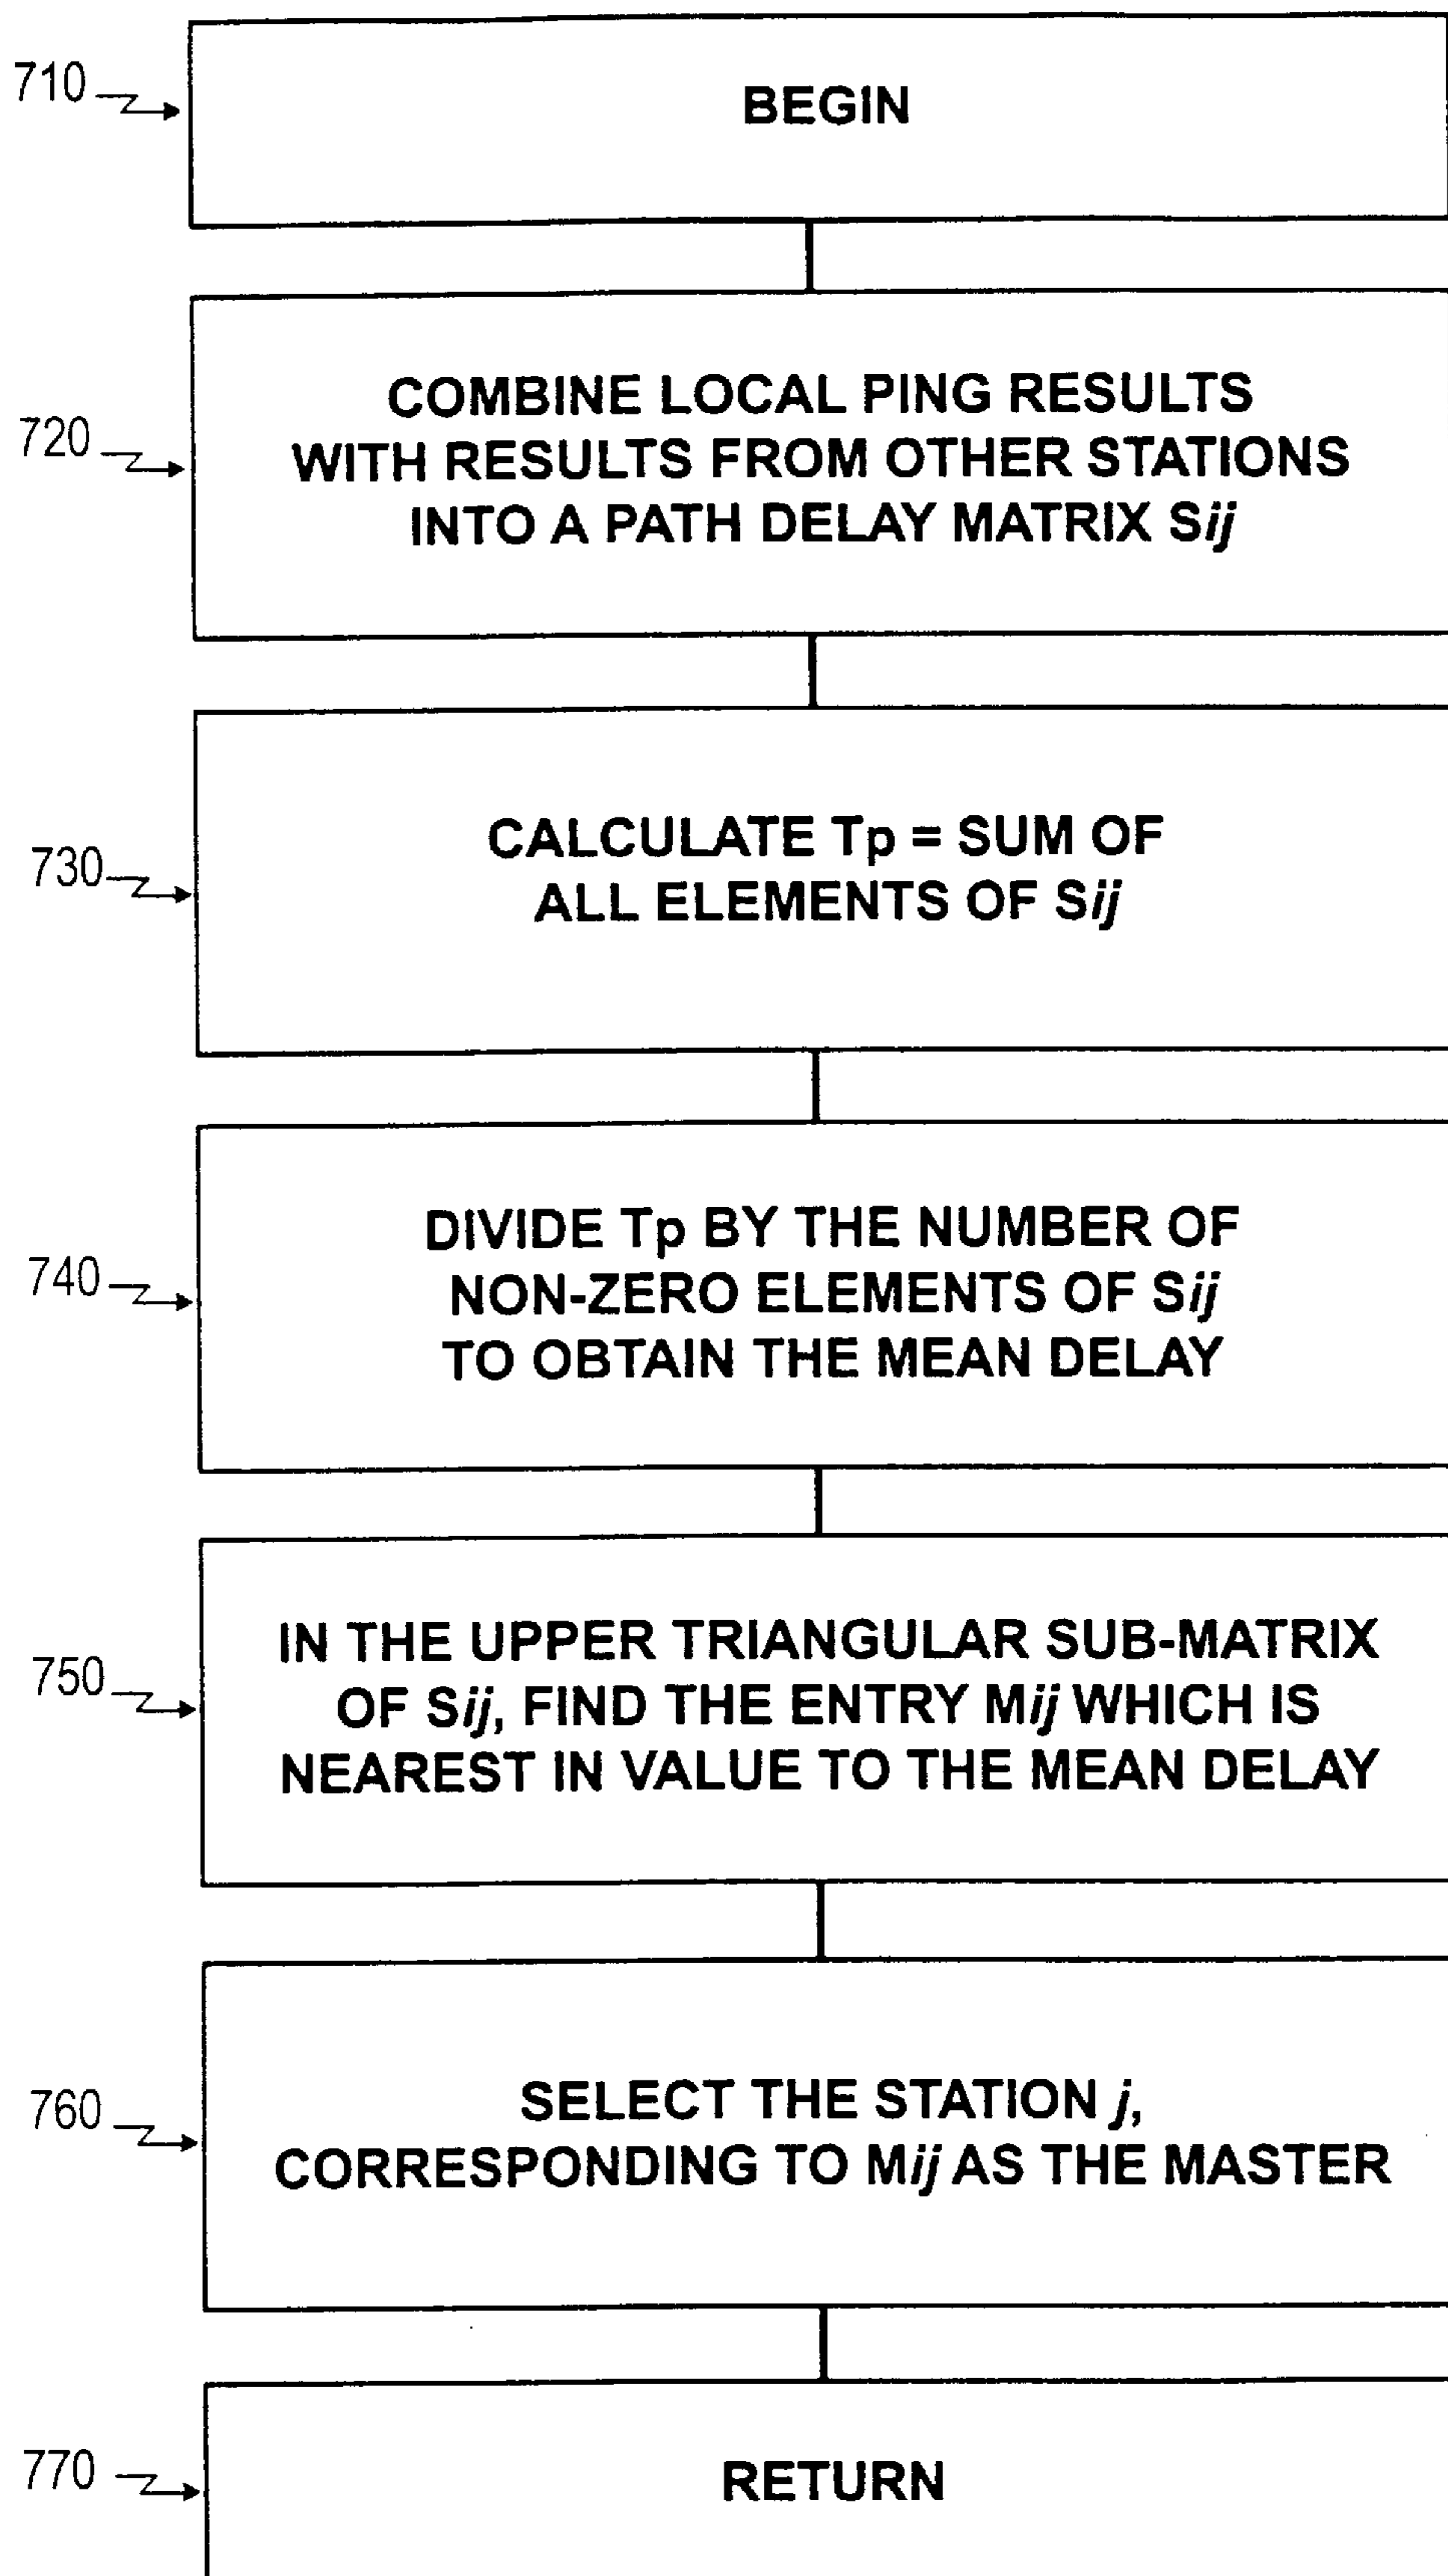 710
BEGIN
720
COMBINE LOCAL PING RESULTS
WITH RESULTS FROM OTHER STATIONS
INTO A PATH DELAY MATRIX Sij
730
CALCULATE Tp = SUM OF
ALL ELEMENTS OF Sij
740
DIVIDE Tp BY THE NUMBER OF
NON-ZERO ELEMENTS OF Sij
TO OBTAIN THE MEAN DELAY
750
IN THE UPPER TRIANGULAR SUB-MATRIX
OF Sij, FIND THE ENTRY Mij WHICH IS
NEAREST IN VALUE TO THE MEAN DELAY
760
SELECT THE STATION j,
CORRESPONDING TO Mij AS THE MASTER
770
RETURN